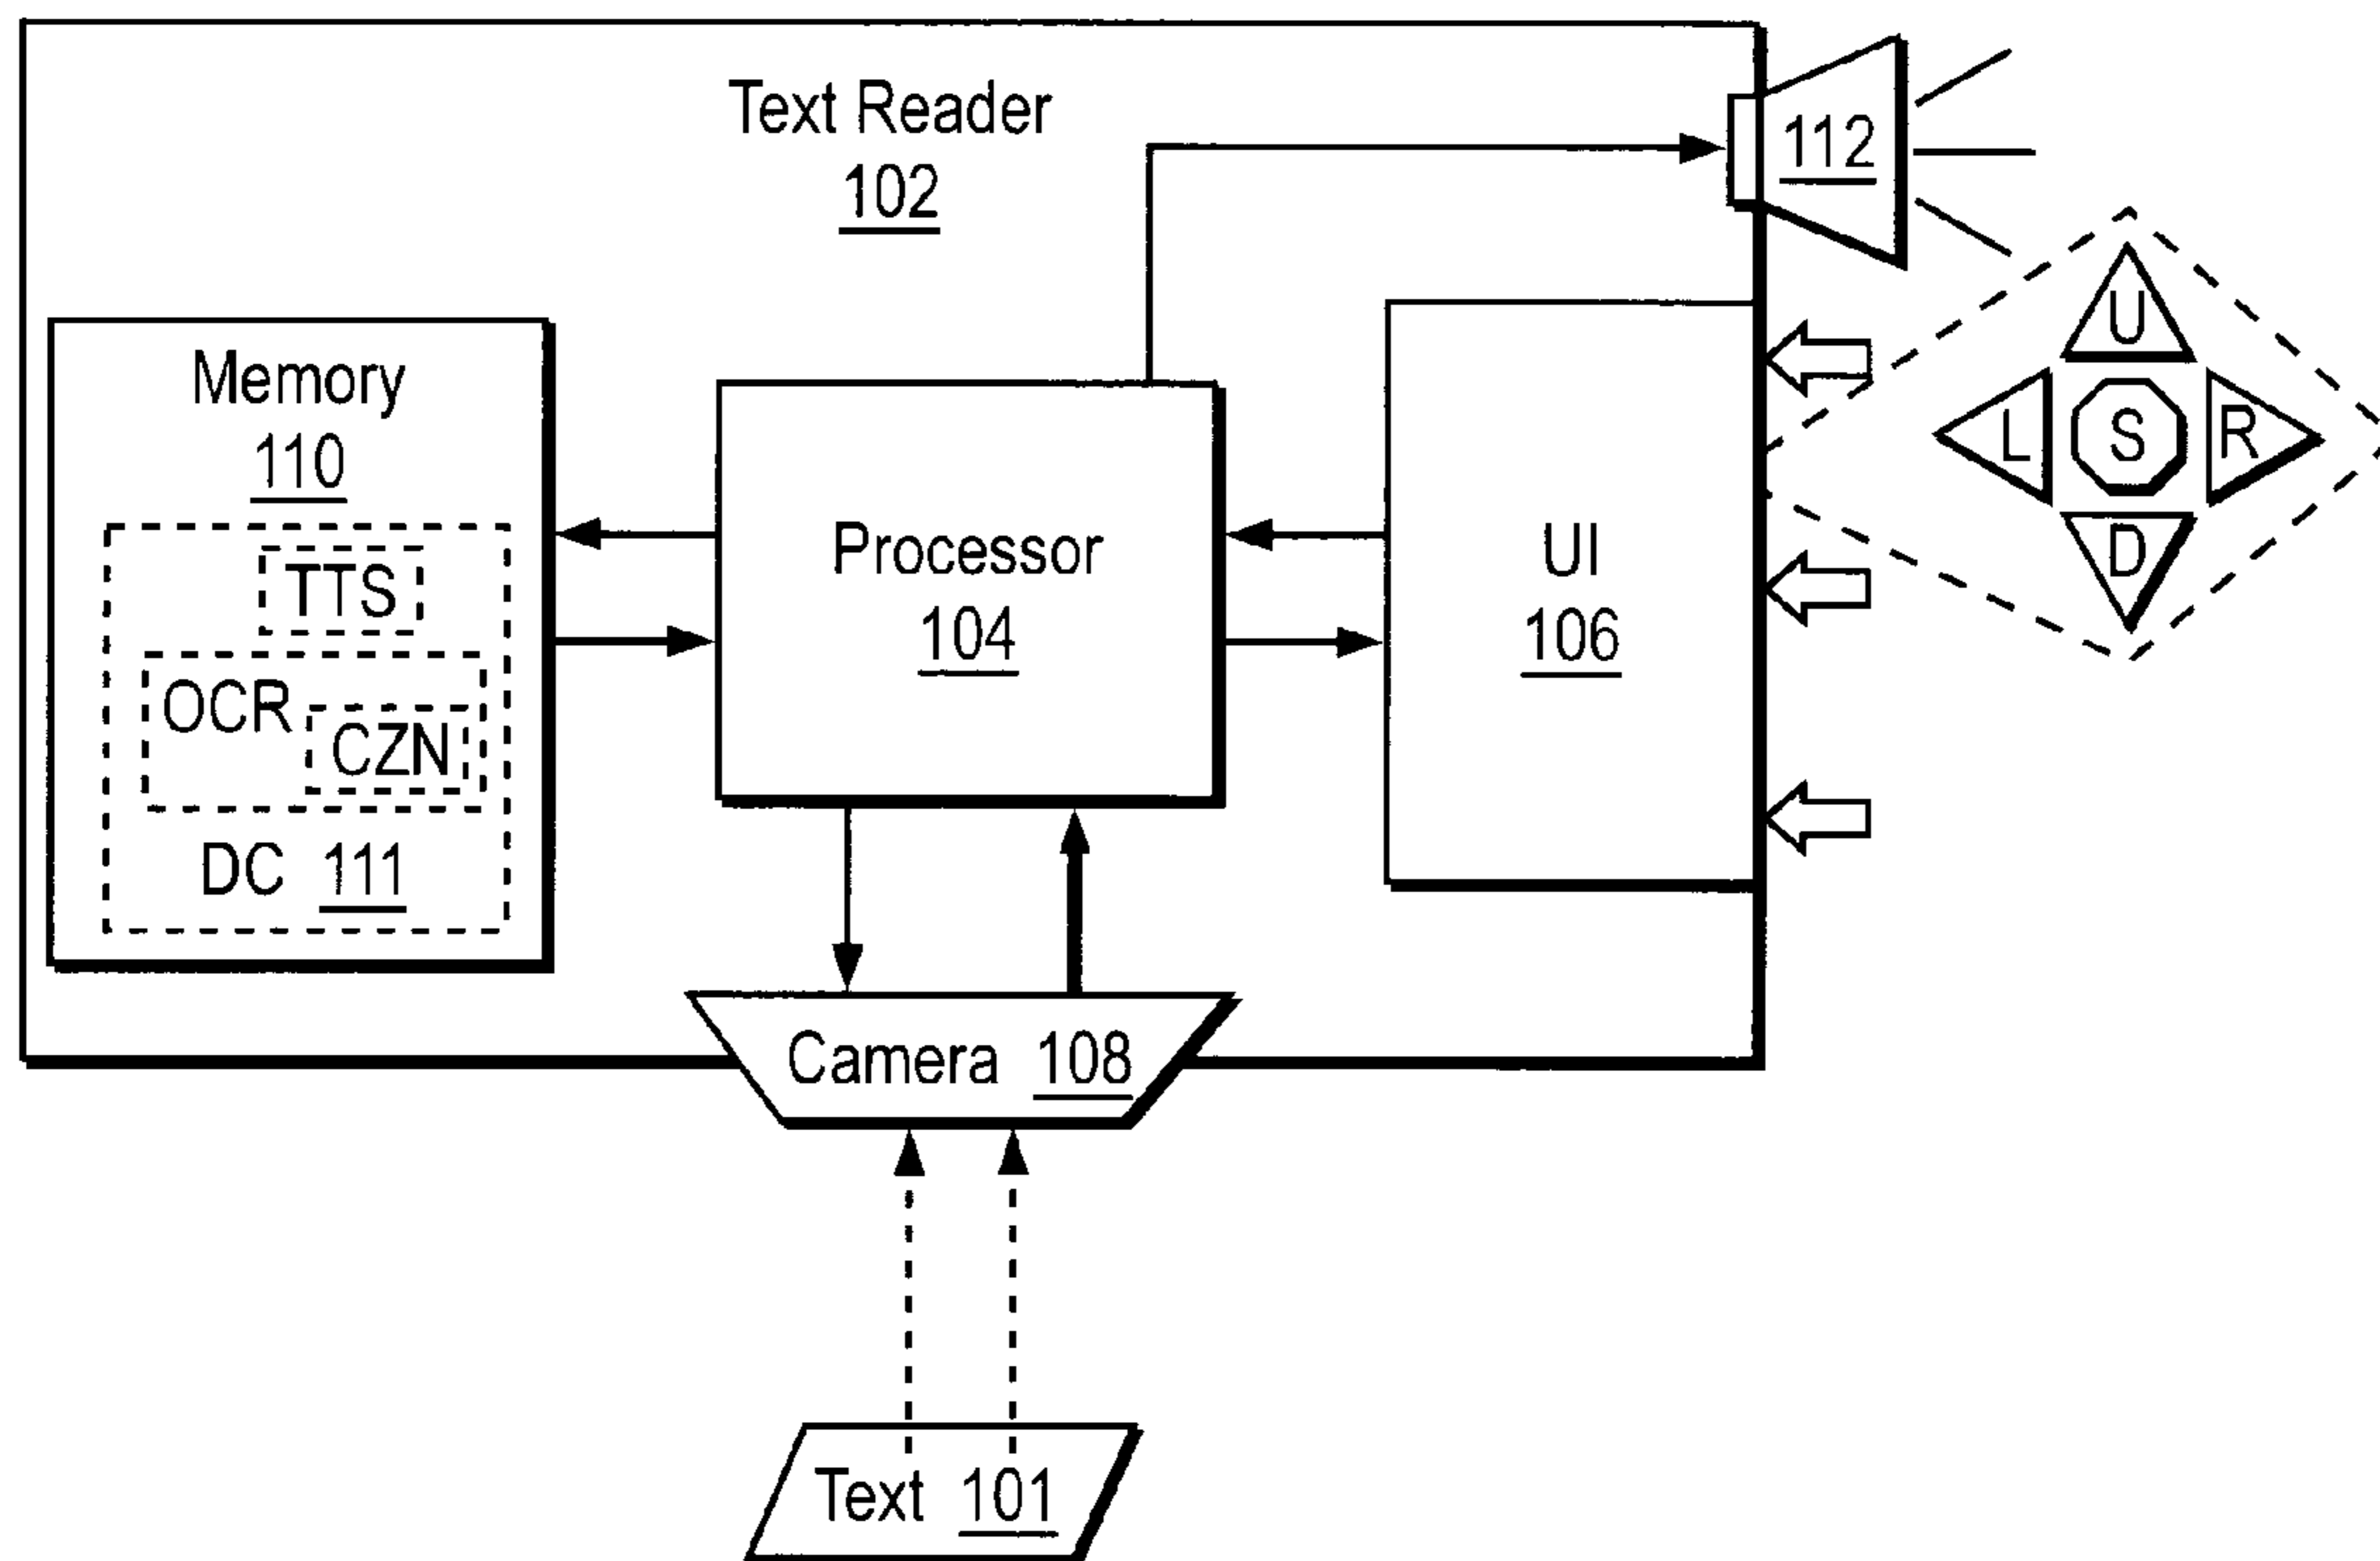 Text Reader
102
112
U
L S R
D
Memory
110
TTS
OCR
CZN
DC 111
Processor
104
UI
106
Camera 108
Text 101